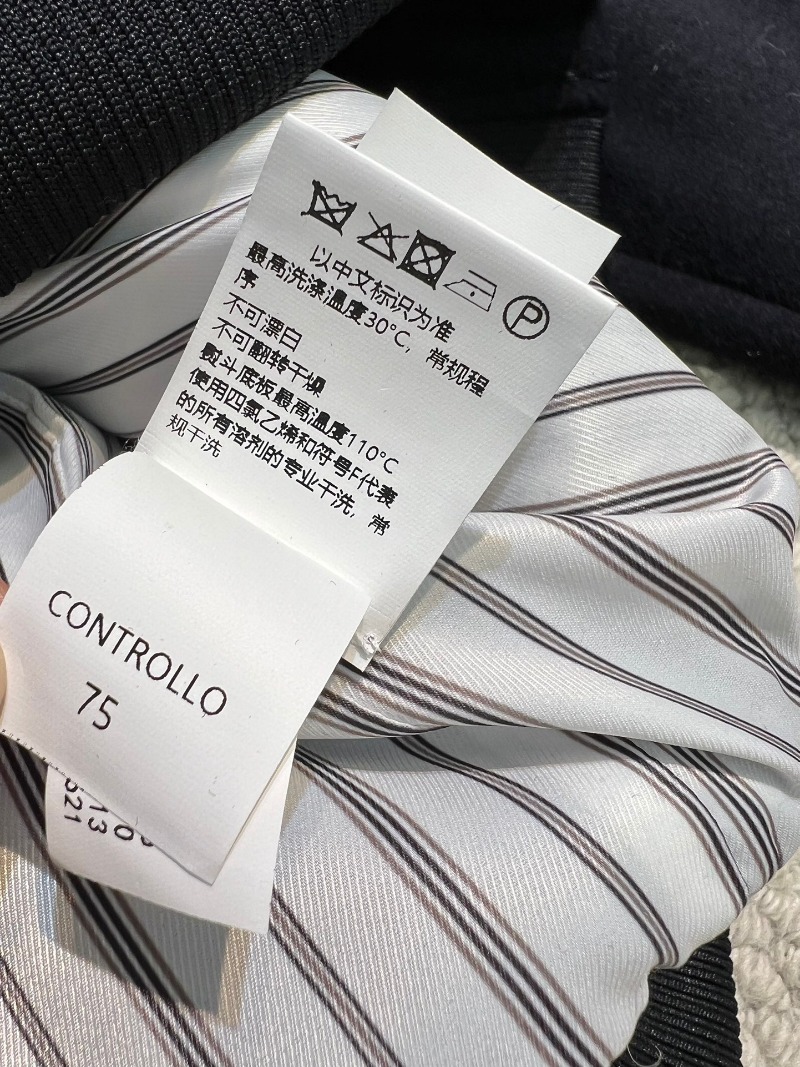 P
以中文标识为准
最高洗涤温度30°C，常规程
序
不可漂白
不可翻转干燥
熨斗底板最高温度110°C
使用四氯乙烯和符号F代表
的所有溶剂的专业干洗，常
规干洗
CONTROLLO
75
13
521